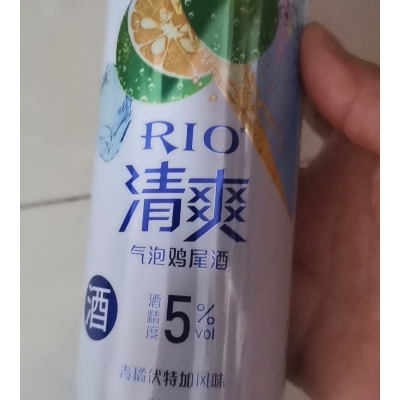 RIO
清爽
气泡鸡尾酒
酒
酒精度 5%vol
青橘伏特加风味